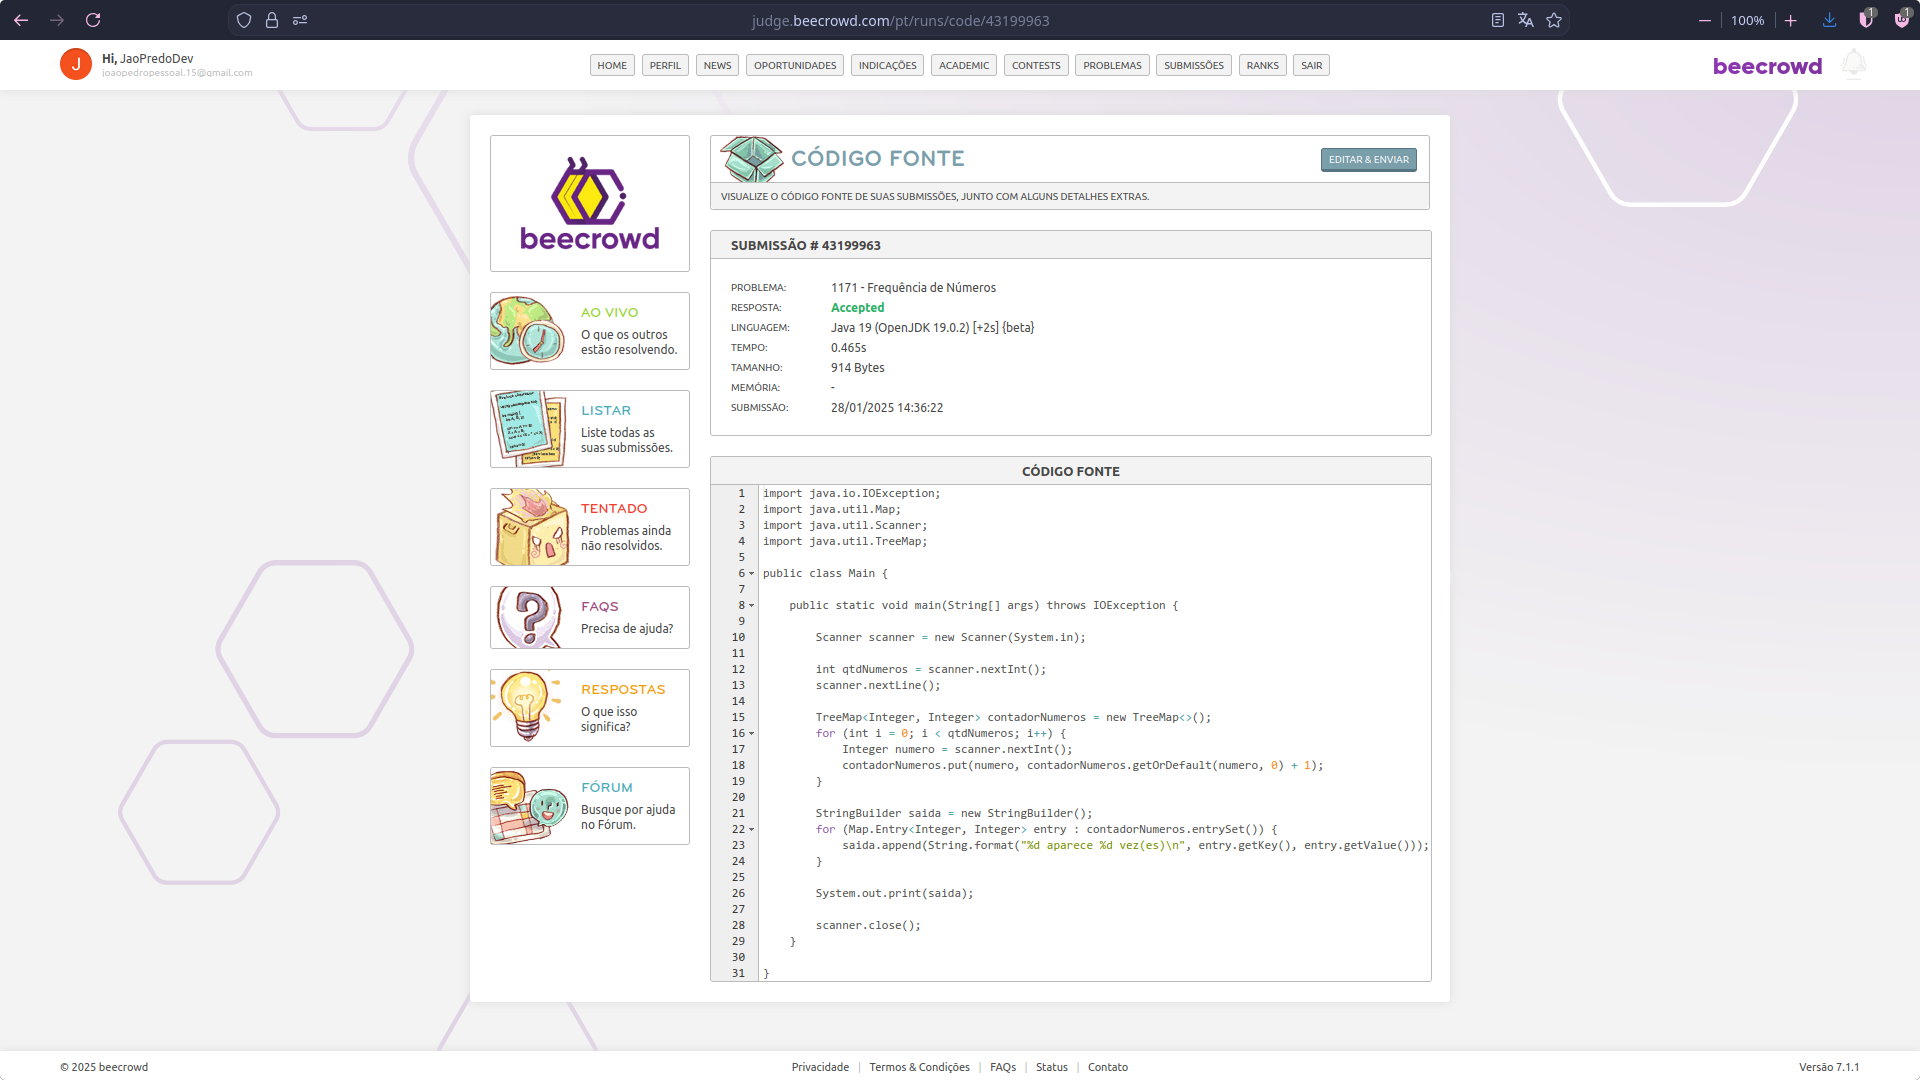 judge.beecrowd.com/pt/runs/code/43199963
100%
1
1
J
Hi, JaoPredoDev
joaopedropessoal.15@gmail.com
HOME
PERFIL
NEWS
OPORTUNIDADES
INDICAÇÕES
ACADEMIC
CONTESTS
PROBLEMAS
SUBMISSÕES
RANKS
SAIR
beecrowd
beecrowd
AO VIVO
O que os outros
estão resolvendo.
LISTAR
Liste todas as
suas submissões.
TENTADO
Problemas ainda
não resolvidos.
FAQS
Precisa de ajuda?
RESPOSTAS
O que isso
significa?
FÓRUM
Busque por ajuda
no Fórum.
CÓDIGO FONTE
EDITAR & ENVIAR
VISUALIZE O CÓDIGO FONTE DE SUAS SUBMISSÕES, JUNTO COM ALGUNS DETALHES EXTRAS.
SUBMISSÃO # 43199963
PROBLEMA: 1171 - Frequência de Números
RESPOSTA: Accepted
LINGUAGEM: Java 19 (OpenJDK 19.0.2) [+2s] {beta}
TEMPO: 0.465s
TAMANHO: 914 Bytes
MEMÓRIA: -
SUBMISSÃO: 28/01/2025 14:36:22
CÓDIGO FONTE
1 import java.io.IOException;
2 import java.util.Map;
3 import java.util.Scanner;
4 import java.util.TreeMap;
5
6 public class Main {
7
8     public static void main(String[] args) throws IOException {
9
10         Scanner scanner = new Scanner(System.in);
11
12         int qtdNumeros = scanner.nextInt();
13         scanner.nextLine();
14
15         TreeMap<Integer, Integer> contadorNumeros = new TreeMap<>();
16         for (int i = 0; i < qtdNumeros; i++) {
17             Integer numero = scanner.nextInt();
18             contadorNumeros.put(numero, contadorNumeros.getOrDefault(numero, 0) + 1);
19         }
20
21         StringBuilder saida = new StringBuilder();
22         for (Map.Entry<Integer, Integer> entry : contadorNumeros.entrySet()) {
23             saida.append(String.format("%d aparece %d vez(es)\n", entry.getKey(), entry.getValue()));
24         }
25
26         System.out.print(saida);
27
28         scanner.close();
29     }
30
31 }
© 2025 beecrowd
Privacidade | Termos & Condições | FAQs | Status | Contato
Versão 7.1.1